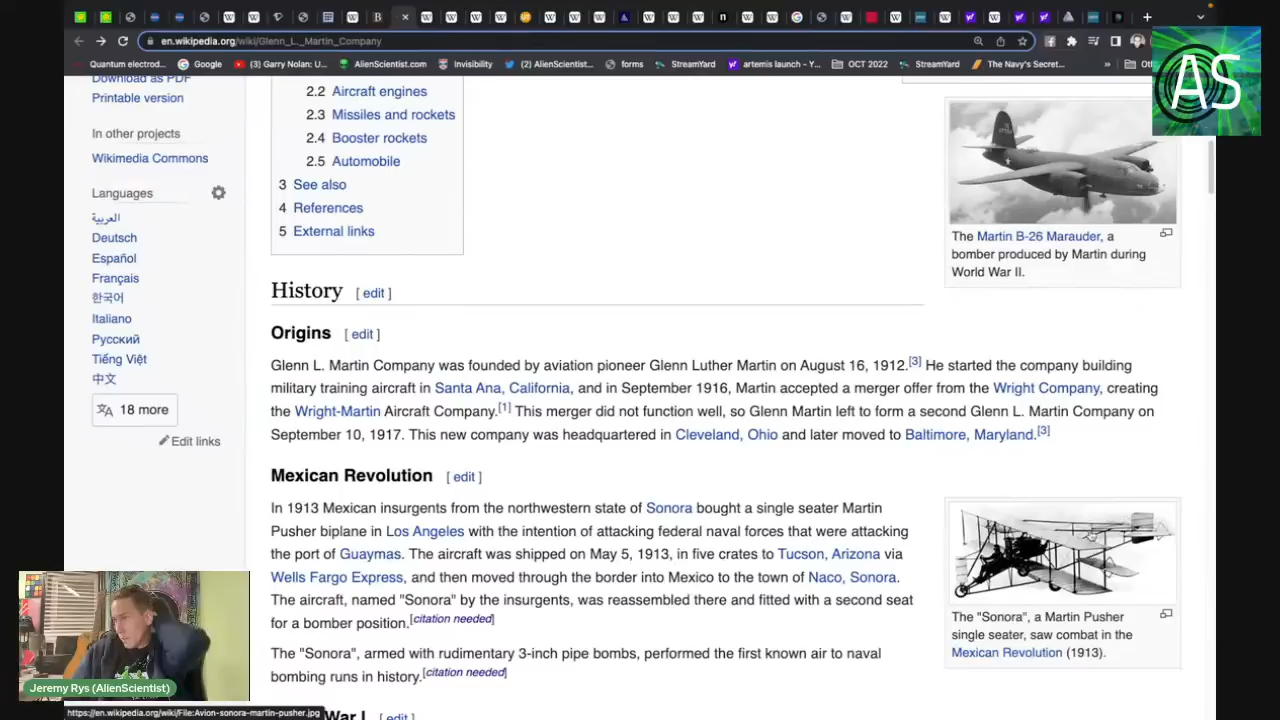 en.wikipedia.org/wiki/Glenn_L._Martin_Company
Quantum electrod...
Google
(3) Garry Nolan: U...
AlienScientist.com
Invisibility
(2) AlienScientist...
forms
StreamYard
artemis launch - Y...
OCT 2022
StreamYard
The Navy's Secret...
»
AS
Download as PDF
Printable version
In other projects
Wikimedia Commons
Languages
العربية
Deutsch
Español
Français
한국어
Italiano
Русский
Tiếng Việt
中文
18 more
Edit links
2.2 Aircraft engines
2.3 Missiles and rockets
2.4 Booster rockets
2.5 Automobile
3 See also
4 References
5 External links
The Martin B-26 Marauder, a
bomber produced by Martin during
World War II.
History [ edit ]
Origins [ edit ]
Glenn L. Martin Company was founded by aviation pioneer Glenn Luther Martin on August 16, 1912.[3] He started the company building
military training aircraft in Santa Ana, California, and in September 1916, Martin accepted a merger offer from the Wright Company, creating
the Wright-Martin Aircraft Company.[1] This merger did not function well, so Glenn Martin left to form a second Glenn L. Martin Company on
September 10, 1917. This new company was headquartered in Cleveland, Ohio and later moved to Baltimore, Maryland.[3]
Mexican Revolution [ edit ]
In 1913 Mexican insurgents from the northwestern state of Sonora bought a single seater Martin
Pusher biplane in Los Angeles with the intention of attacking federal naval forces that were attacking
the port of Guaymas. The aircraft was shipped on May 5, 1913, in five crates to Tucson, Arizona via
Wells Fargo Express, and then moved through the border into Mexico to the town of Naco, Sonora.
The aircraft, named "Sonora" by the insurgents, was reassembled there and fitted with a second seat
for a bomber position.[citation needed]
The "Sonora", armed with rudimentary 3-inch pipe bombs, performed the first known air to naval
bombing runs in history.[citation needed]
The "Sonora", a Martin Pusher
single seater, saw combat in the
Mexican Revolution (1913).
War I [ edit ]
Jeremy Rys (AlienScientist)
https://en.wikipedia.org/wiki/File:Avion-sonora-martin-pusher.jpg